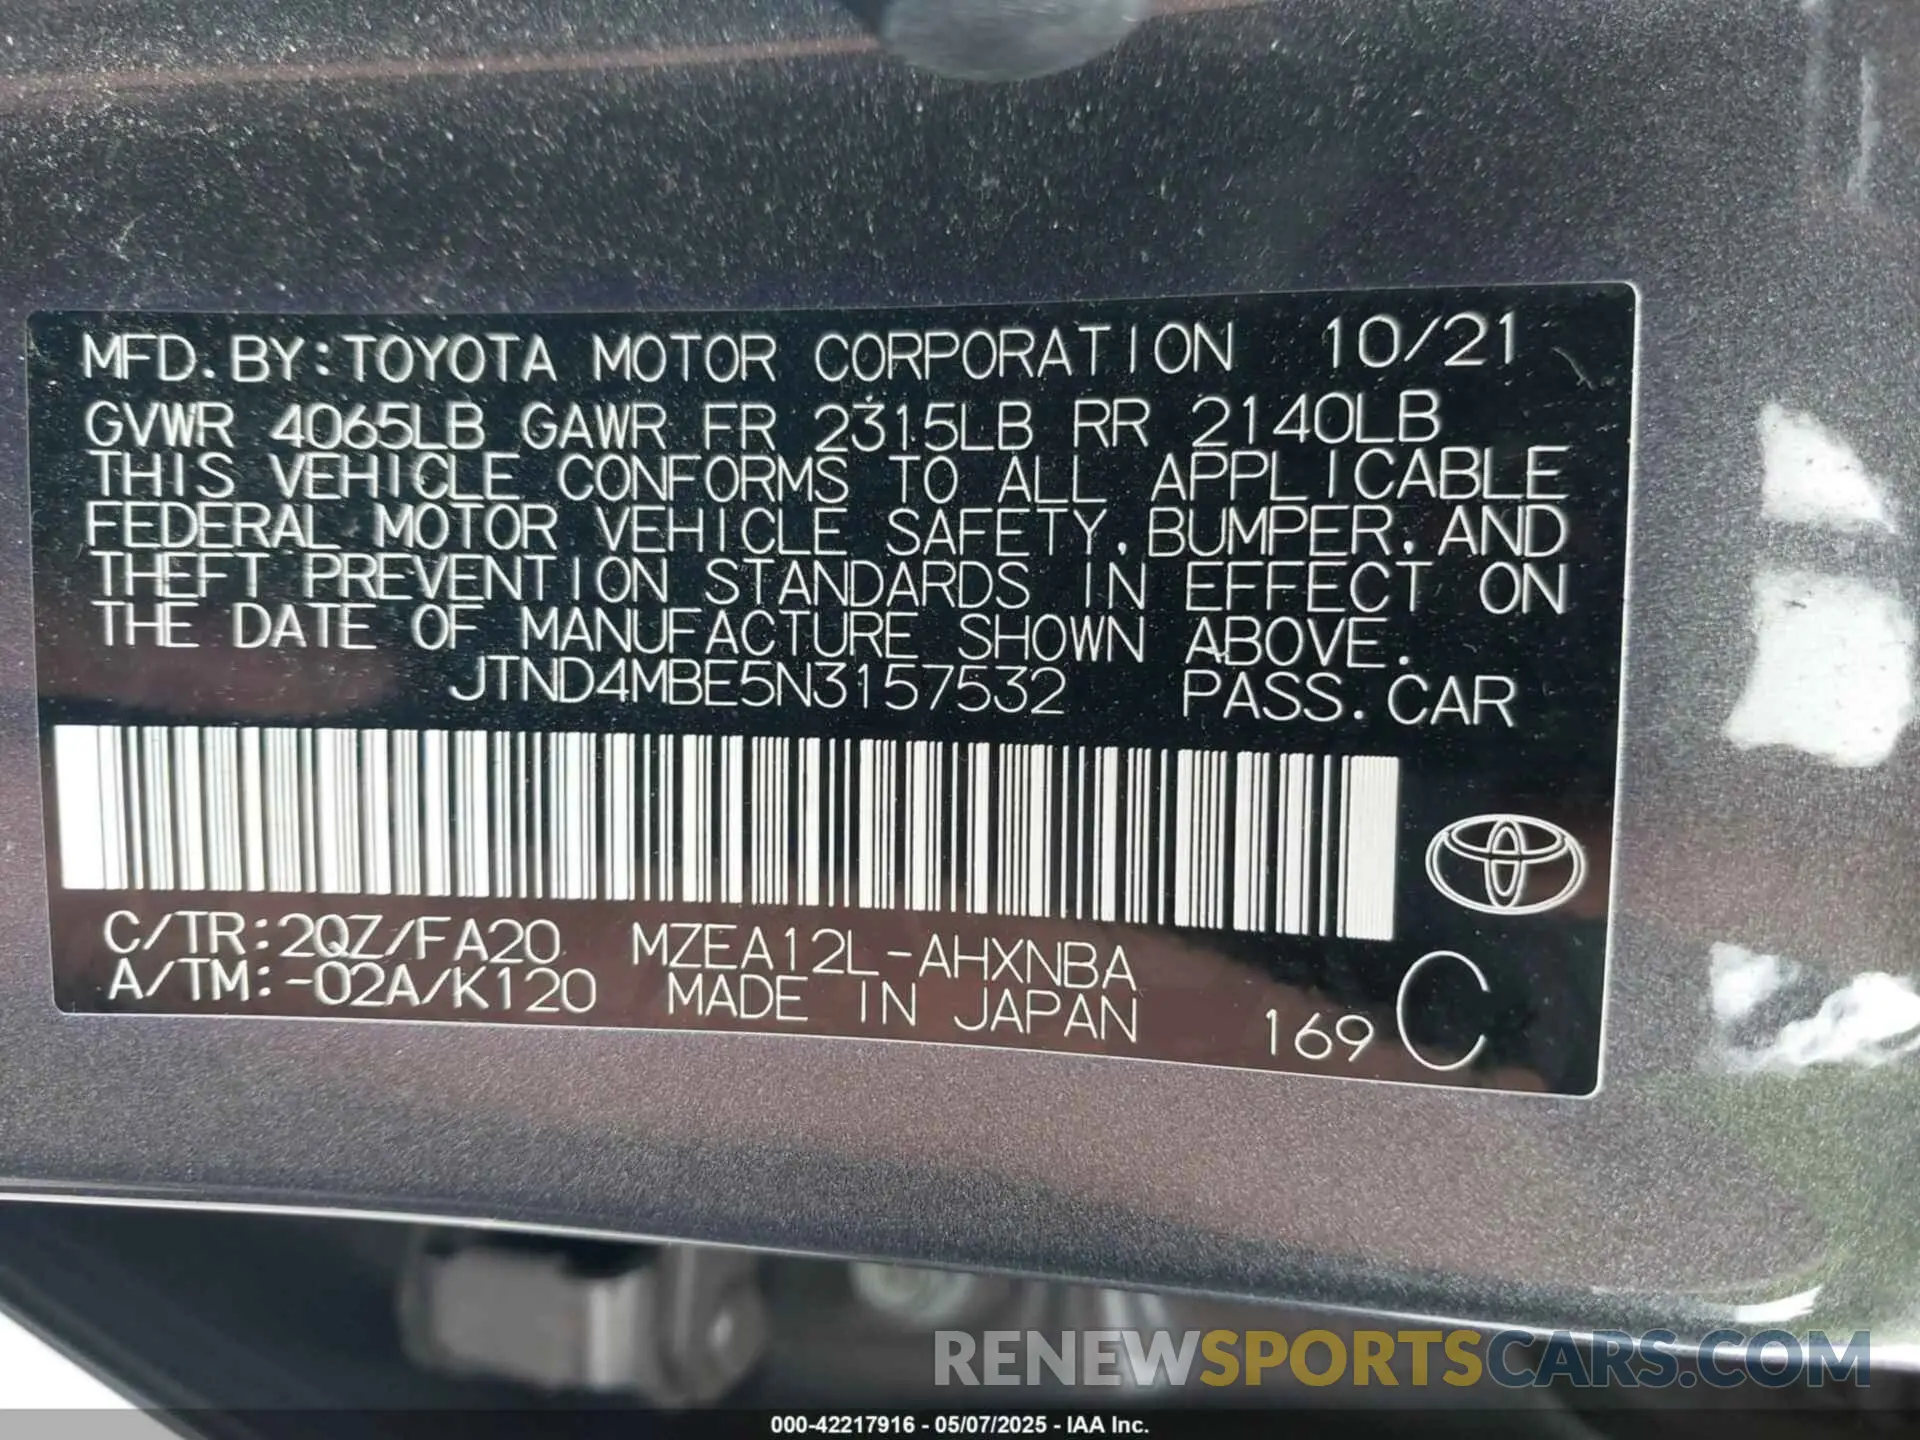 MFD. BY: TOYOTA MOTOR CORPORATION 10/21
GVWR 4065LB GAWR FR 2315LB RR 2140LB
THIS VEHICLE CONFORMS TO ALL APPLICABLE
FEDERAL MOTOR VEHICLE SAFETY, BUMPER, AND
THEFT PREVENTION STANDARDS IN EFFECT ON
THE DATE OF MANUFACTURE SHOWN ABOVE.
JTND4MBE5N3157532 PASS. CAR
C/TR: 2QZ/FA20 MZEA12L-AHXNBA
A/TM: -02A/K120 MADE IN JAPAN 169 C
RENEWSPORTSCARS.COM
000-42217916 - 05/07/2025 - IAA Inc.